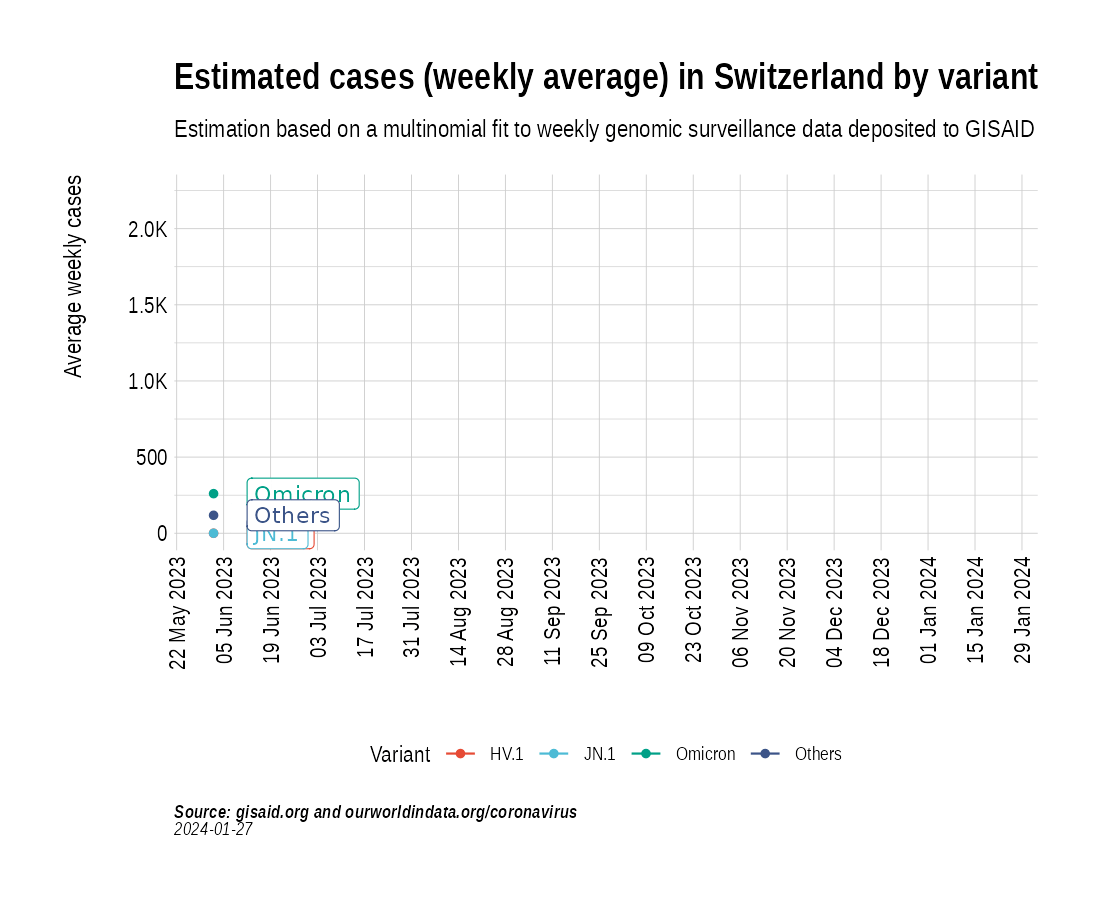 Estimated cases (weekly average) in Switzerland by variant
Estimation based on a multinomial fit to weekly genomic surveillance data deposited to GISAID
Average weekly cases
2.0K
1.5K
1.0K
500
0
Omicron
Others
JN.1
22 May 2023
05 Jun 2023
19 Jun 2023
03 Jul 2023
17 Jul 2023
31 Jul 2023
14 Aug 2023
28 Aug 2023
11 Sep 2023
25 Sep 2023
09 Oct 2023
23 Oct 2023
06 Nov 2023
20 Nov 2023
04 Dec 2023
18 Dec 2023
01 Jan 2024
15 Jan 2024
29 Jan 2024
Variant HV.1 JN.1 Omicron Others
Source: gisaid.org and ourworldindata.org/coronavirus
2024-01-27